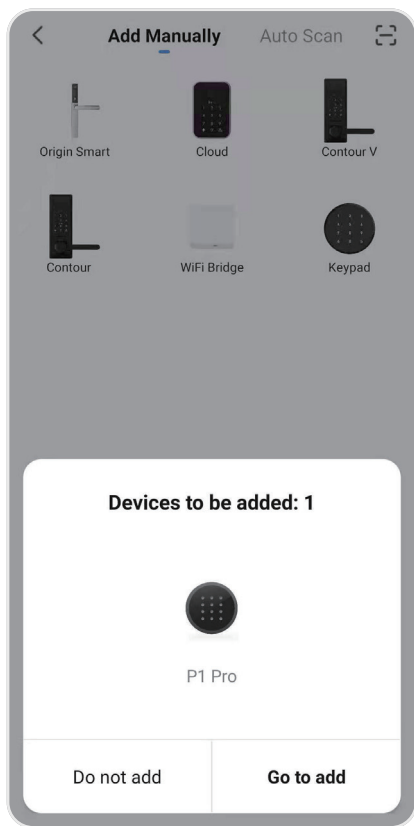 Add Manually Auto Scan
Origin Smart Cloud Contour V
Contour WiFi Bridge Keypad
Devices to be added: 1
P1 Pro
Do not add Go to add